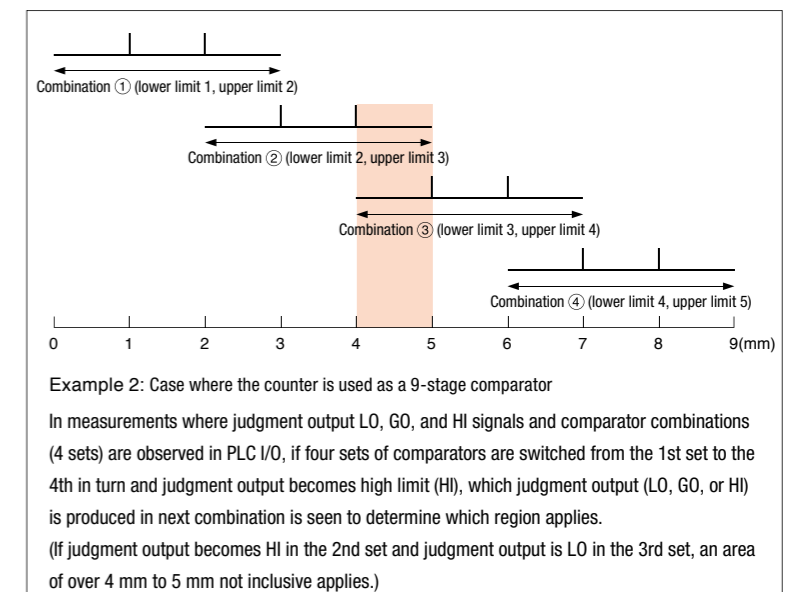 Combination ① (lower limit 1, upper limit 2)
Combination ② (lower limit 2, upper limit 3)
Combination ③ (lower limit 3, upper limit 4)
Combination ④ (lower limit 4, upper limit 5)
0 1 2 3 4 5 6 7 8 9(mm)
Example 2: Case where the counter is used as a 9-stage comparator
In measurements where judgment output LO, GO, and HI signals and comparator combinations
(4 sets) are observed in PLC I/O, if four sets of comparators are switched from the 1st set to the
4th in turn and judgment output becomes high limit (HI), which judgment output (LO, GO, or HI)
is produced in next combination is seen to determine which region applies.
(If judgment output becomes HI in the 2nd set and judgment output is LO in the 3rd set, an area
of over 4 mm to 5 mm not inclusive applies.)